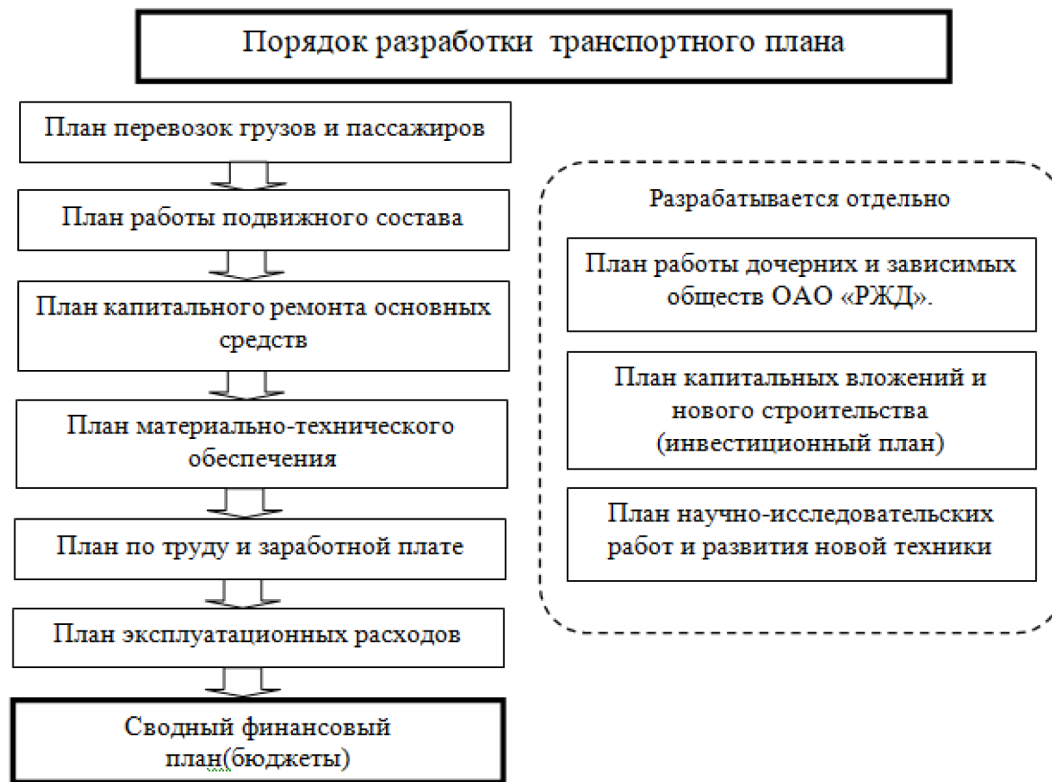 Порядок разработки транспортного плана
План перевозок грузов и пассажиров
План работы подвижного состава
План капитального ремонта основных
средств
План материально-технического
обеспечения
План по труду и заработной плате
План эксплуатационных расходов
Сводный финансовый
план(бюджеты)
Разрабатывается отдельно
План работы дочерних и зависимых
обществ ОАО «РЖД».
План капитальных вложений и
нового строительства
(инвестиционный план)
План научно-исследовательских
работ и развития новой техники